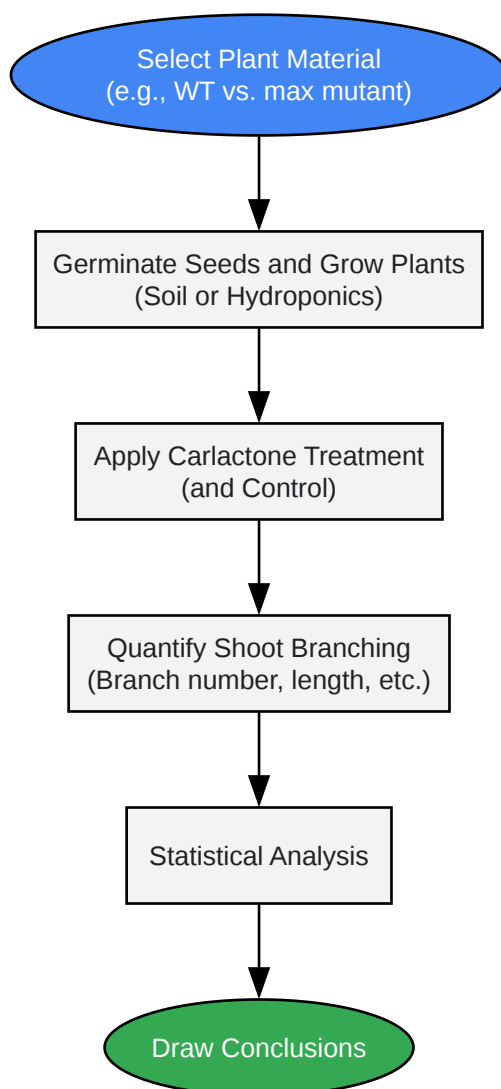 Select Plant Material
(e.g., WT vs. max mutant)
Germinate Seeds and Grow Plants
(Soil or Hydroponics)
Apply Carlactone Treatment
(and Control)
Quantify Shoot Branching
(Branch number, length, etc.)
Statistical Analysis
Draw Conclusions